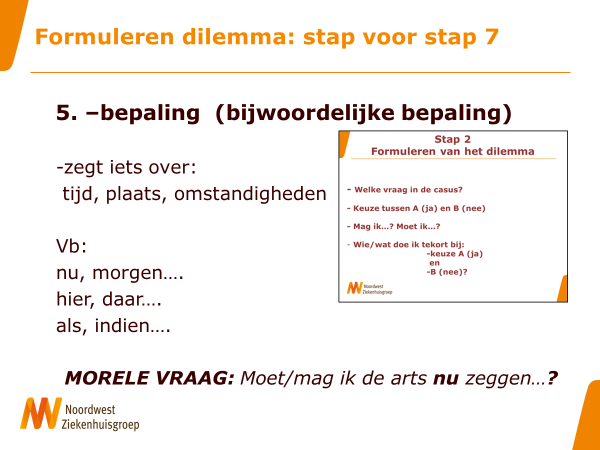 Formuleren dilemma: stap voor stap 7
5. –bepaling (bijwoordelijke bepaling)
-zegt iets over:
tijd, plaats, omstandigheden
Vb:
nu, morgen….
hier, daar….
als, indien….
Stap 2
Formuleren van het dilemma
- Welke vraag in de casus?
- Keuze tussen A (ja) en B (nee)
- Mag ik…? Moet ik…?
- Wie/wat doe ik tekort bij:
-keuze A (ja)
en
-B (nee)?
Noordwest
Ziekenhuisgroep
MORELE VRAAG: Moet/mag ik de arts nu zeggen…?
Noordwest
Ziekenhuisgroep